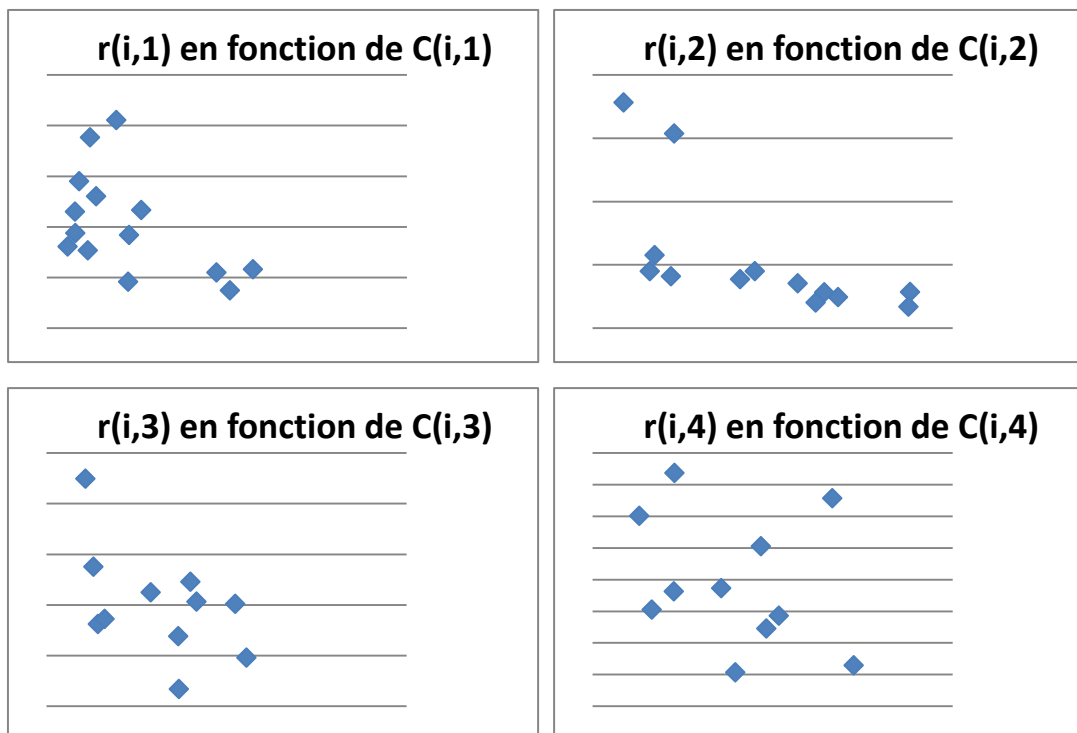 r(i,1) en fonction de C(i,1)
r(i,2) en fonction de C(i,2)
r(i,3) en fonction de C(i,3)
r(i,4) en fonction de C(i,4)